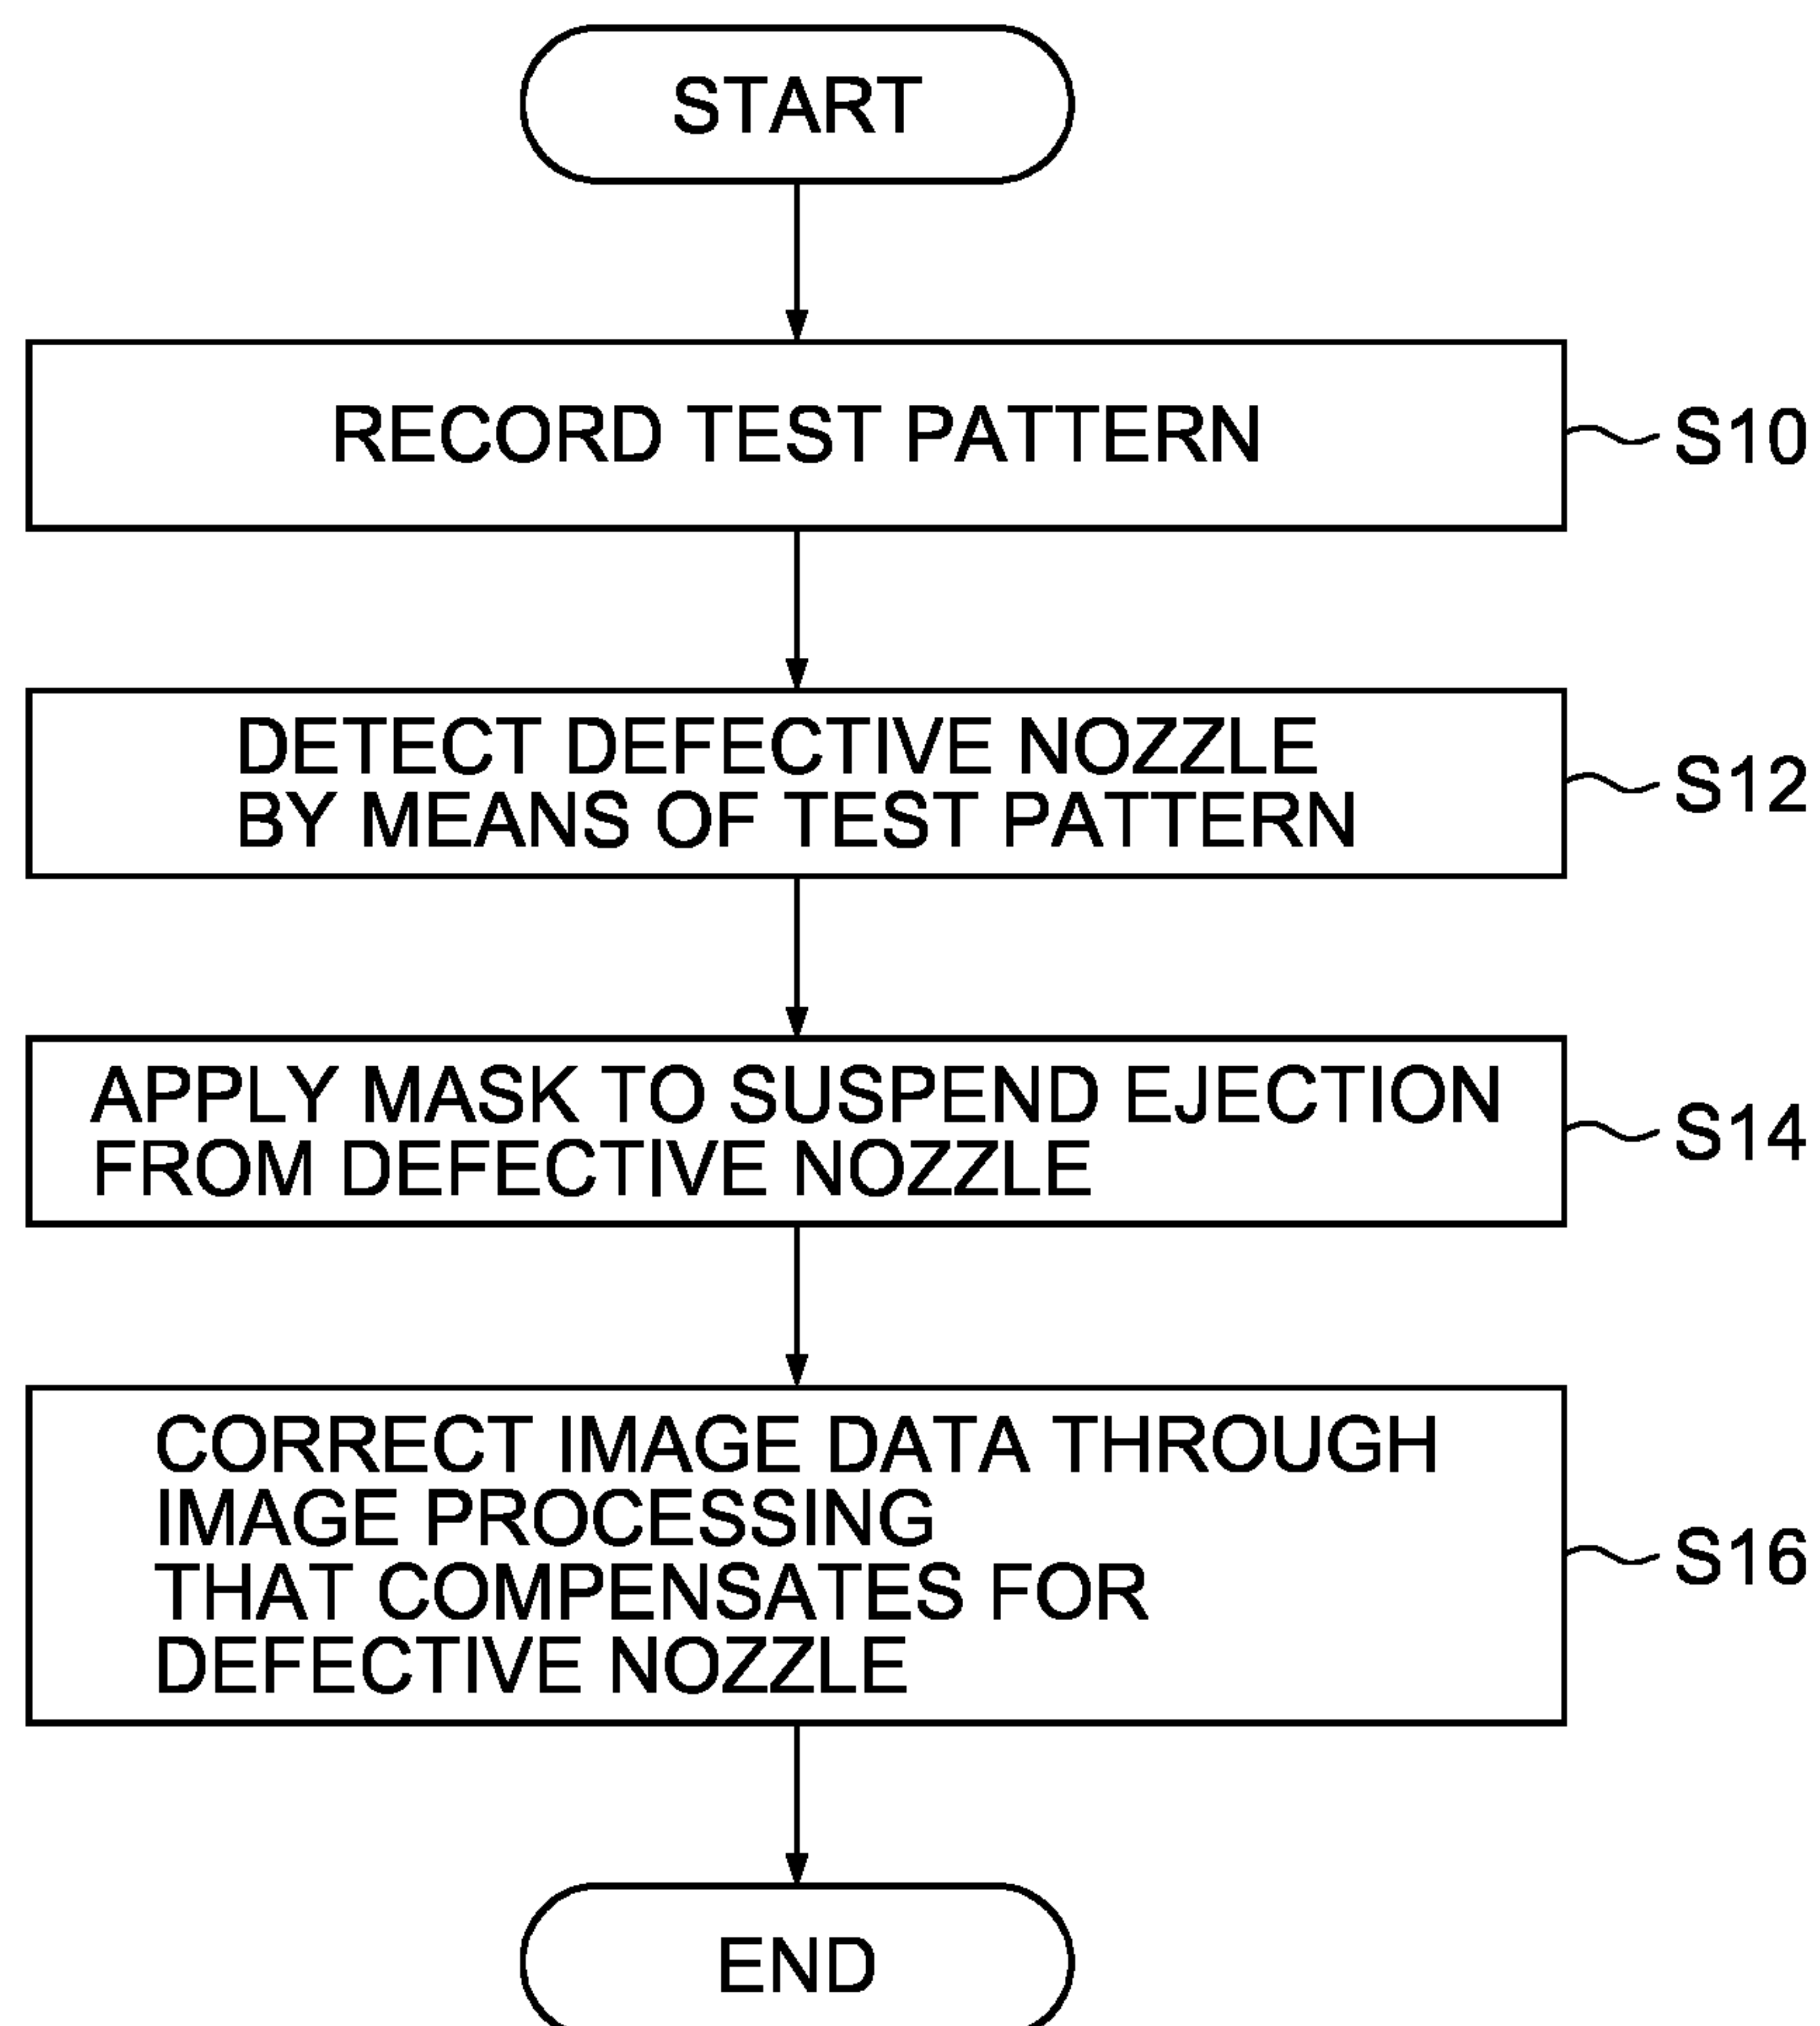 START
RECORD TEST PATTERN
S10
DETECT DEFECTIVE NOZZLE
BY MEANS OF TEST PATTERN
S12
APPLY MASK TO SUSPEND EJECTION
FROM DEFECTIVE NOZZLE
S14
CORRECT IMAGE DATA THROUGH
IMAGE PROCESSING
THAT COMPENSATES FOR
DEFECTIVE NOZZLE
S16
END